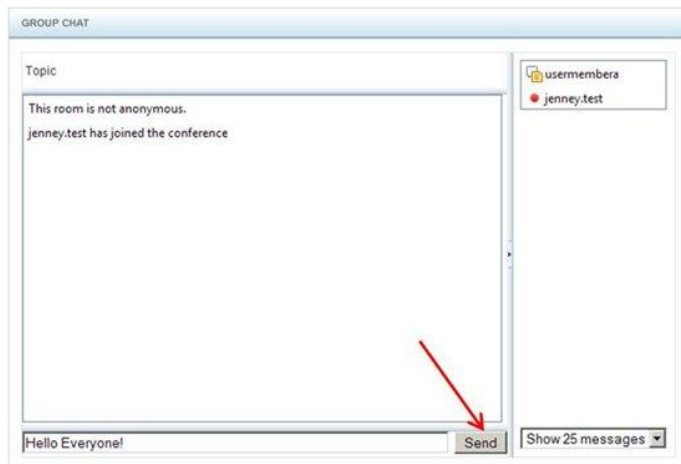 GROUP CHAT
Topic
This room is not anonymous.
jenney.test has joined the conference
Hello Everyone!
Send
usermembera
jenney.test
Show 25 messages